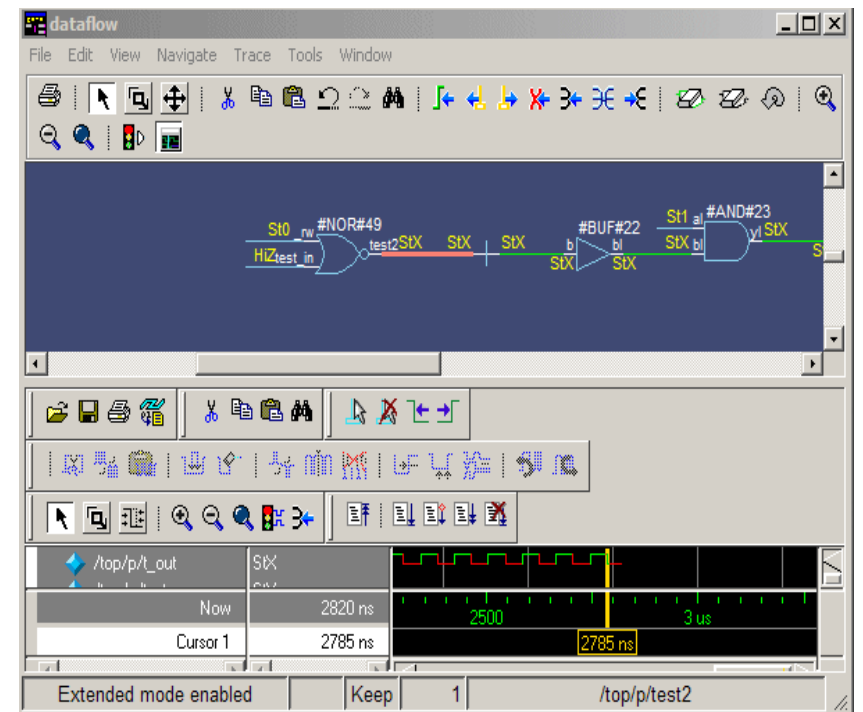 dataflow
File Edit View Navigate Trace Tools Window
St0 _rw #NOR#49
HiZ test_in
test2 StX StX StX
b #BUF#22 bl
StX StX
St1 al #AND#23
StX bl yl StX
S
/top/p/t_out StX
Now 2820 ns 2500 3 us
Cursor 1 2785 ns 2785 ns
Extended mode enabled Keep 1 /top/p/test2